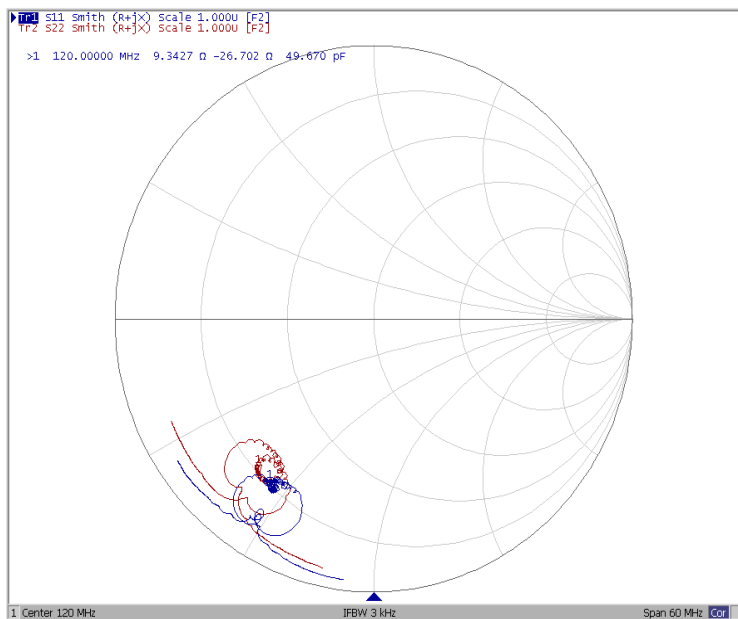 Tr1 S11 Smith (R+jX) Scale 1.000U [F2]
Tr2 S22 Smith (R+jX) Scale 1.000U [F2]
>1 120.00000 MHz 9.3427 Ω -26.702 Ω 49.670 pF
1
1
1 Center 120 MHz IFBW 3 kHz Span 60 MHz Cor